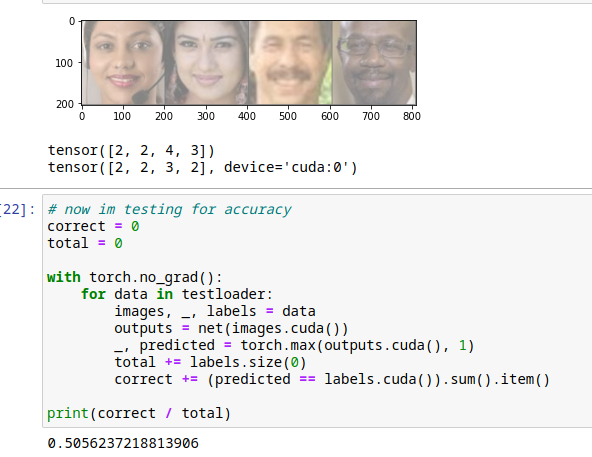 0
100
200
0 100 200 300 400 500 600 700 800
tensor([2, 2, 4, 3])
tensor([2, 2, 3, 2], device='cuda:0')
[22]: # now im testing for accuracy
correct = 0
total = 0
with torch.no_grad():
    for data in testloader:
        images, _, labels = data
        outputs = net(images.cuda())
        _, predicted = torch.max(outputs.cuda(), 1)
        total += labels.size(0)
        correct += (predicted == labels.cuda()).sum().item()
print(correct / total)
0.5056237218813906